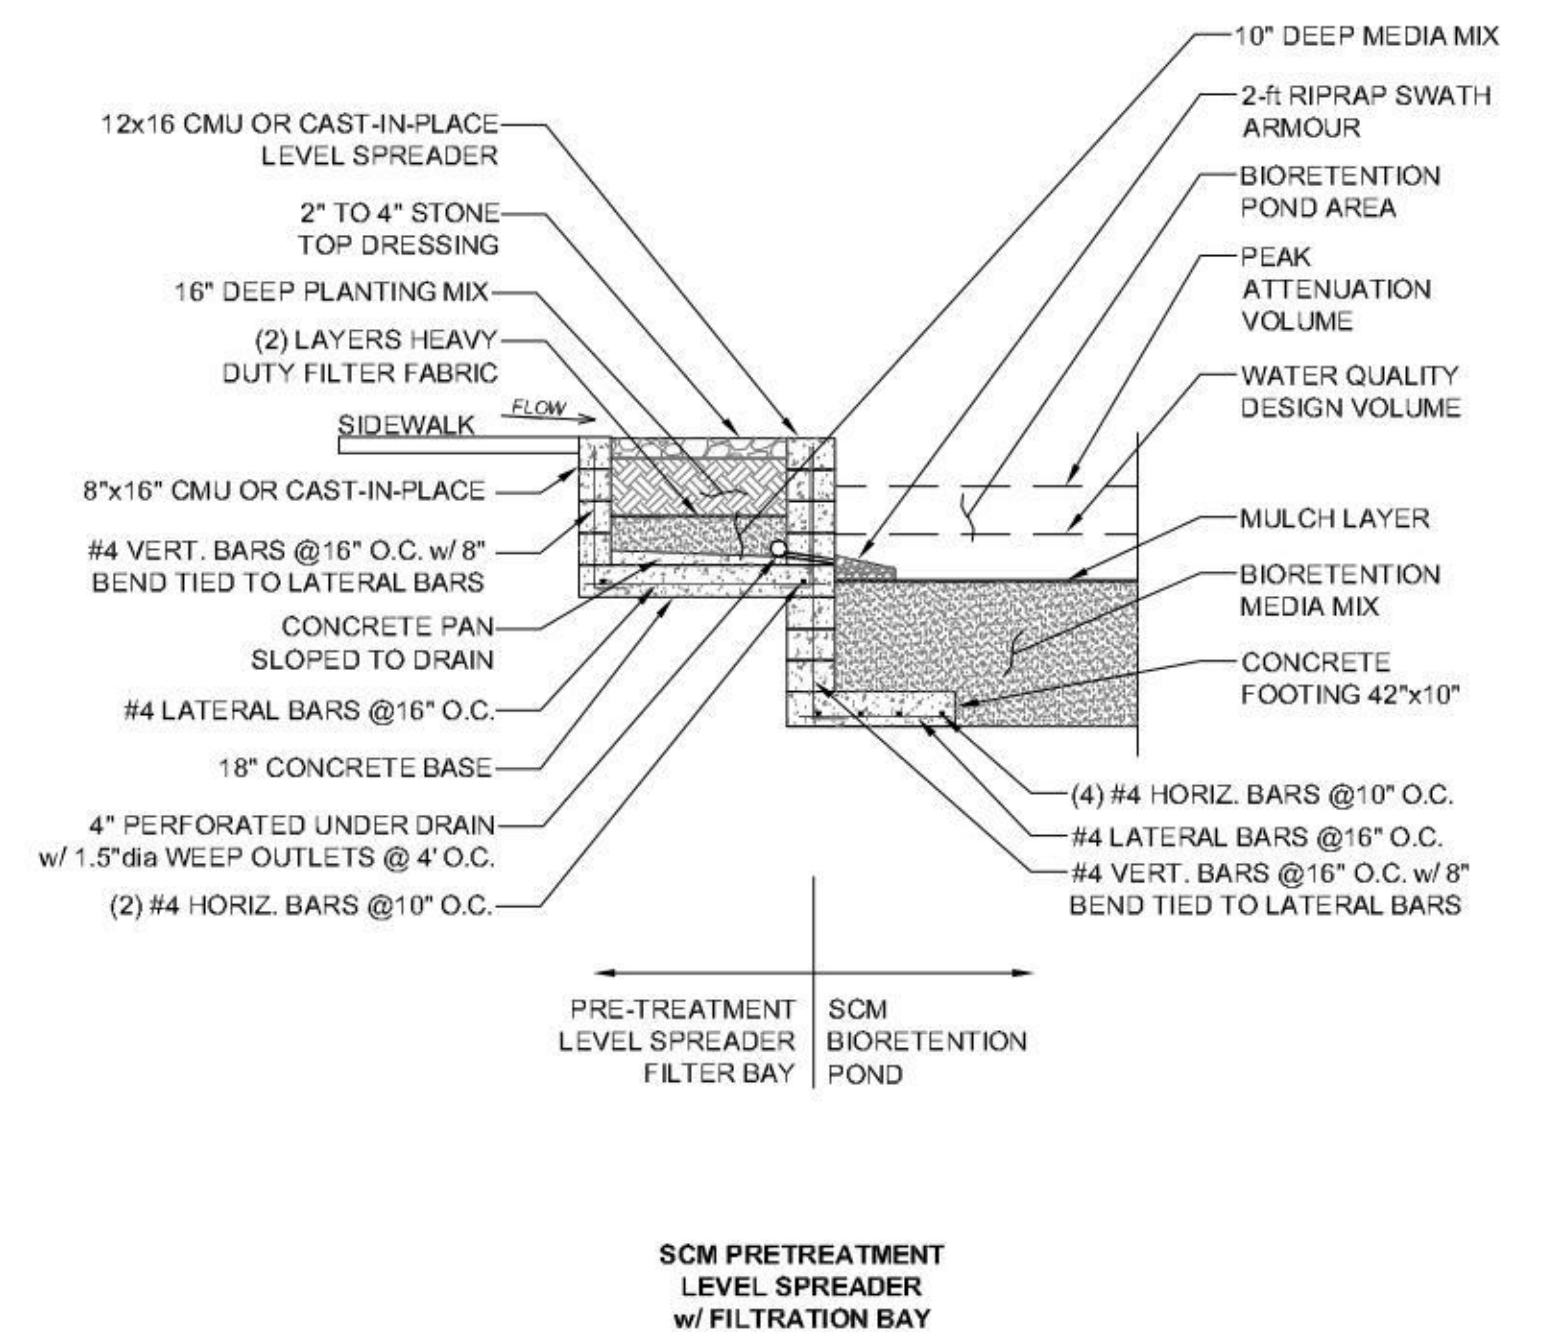 12x16 CMU OR CAST-IN-PLACE
LEVEL SPREADER
2" TO 4" STONE
TOP DRESSING
16" DEEP PLANTING MIX
(2) LAYERS HEAVY
DUTY FILTER FABRIC
FLOW
SIDEWALK
8"x16" CMU OR CAST-IN-PLACE
#4 VERT. BARS @16" O.C. w/ 8"
BEND TIED TO LATERAL BARS
CONCRETE PAN
SLOPED TO DRAIN
#4 LATERAL BARS @16" O.C.
18" CONCRETE BASE
4" PERFORATED UNDER DRAIN
w/ 1.5"dia WEEP OUTLETS @ 4' O.C.
(2) #4 HORIZ. BARS @10" O.C.
10" DEEP MEDIA MIX
2-ft RIPRAP SWATH
ARMOUR
BIORETENTION
POND AREA
PEAK
ATTENUATION
VOLUME
WATER QUALITY
DESIGN VOLUME
MULCH LAYER
BIORETENTION
MEDIA MIX
CONCRETE
FOOTING 42"x10"
(4) #4 HORIZ. BARS @10" O.C.
#4 LATERAL BARS @16" O.C.
#4 VERT. BARS @16" O.C. w/ 8"
BEND TIED TO LATERAL BARS
PRE-TREATMENT
LEVEL SPREADER
FILTER BAY
SCM
BIORETENTION
POND
SCM PRETREATMENT
LEVEL SPREADER
w/ FILTRATION BAY